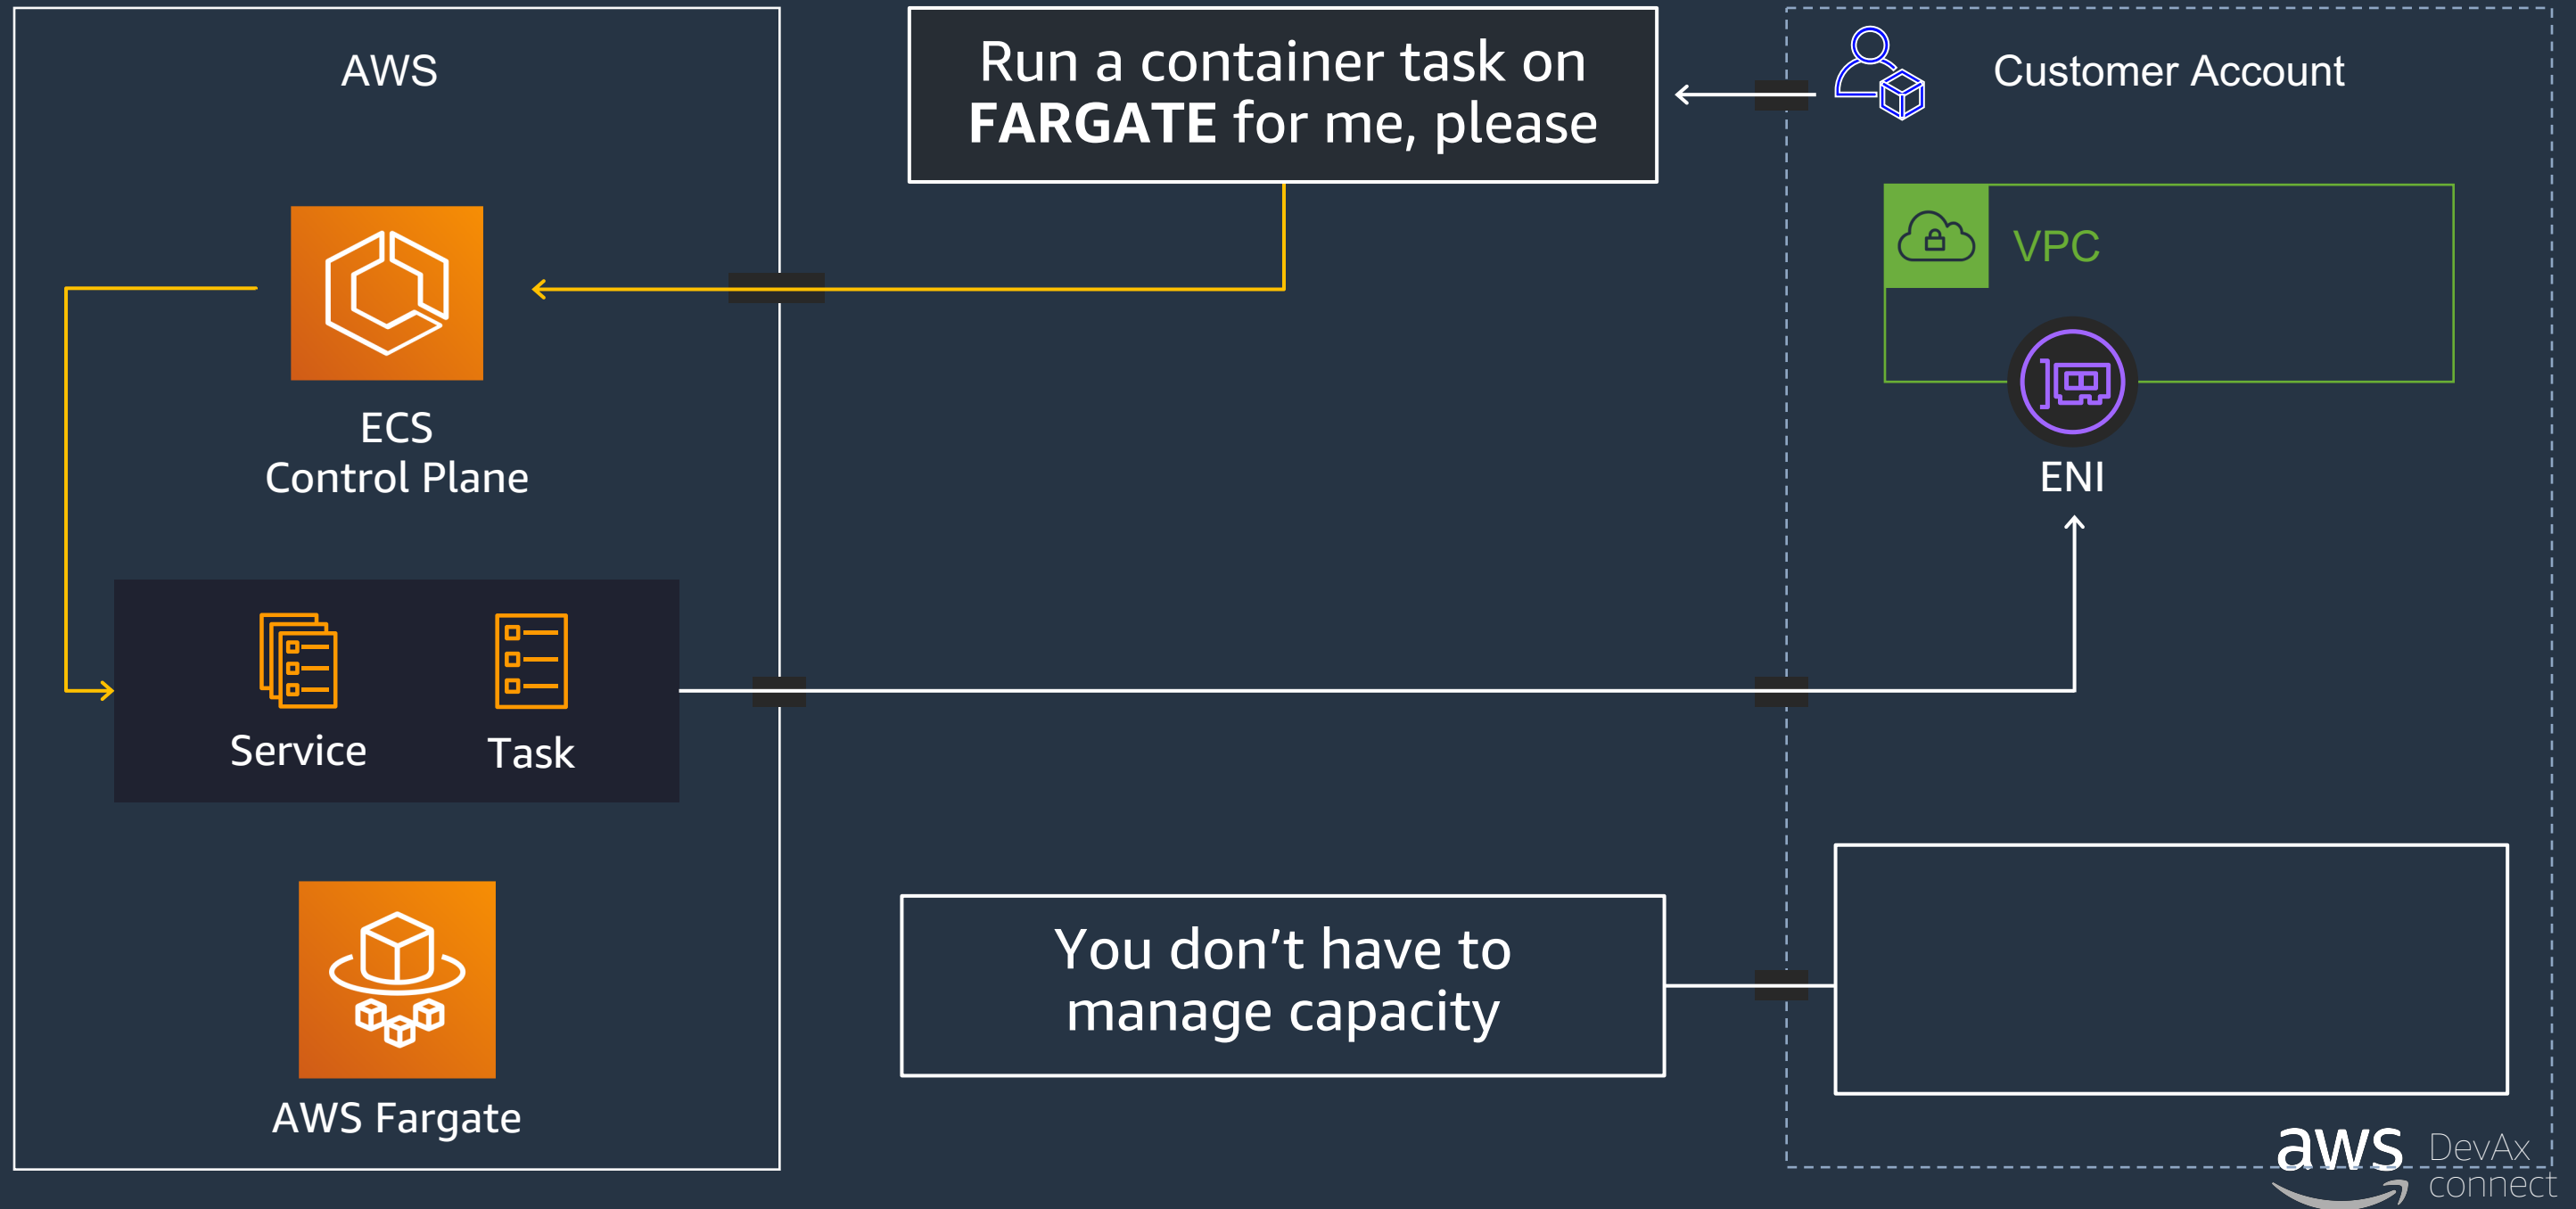 AWS
Run a container task on
FARGATE for me, please
Customer Account
VPC
ECS
Control Plane
ENI
Service
Task
You don’t have to
manage capacity
AWS Fargate
aws
DevAx
connect